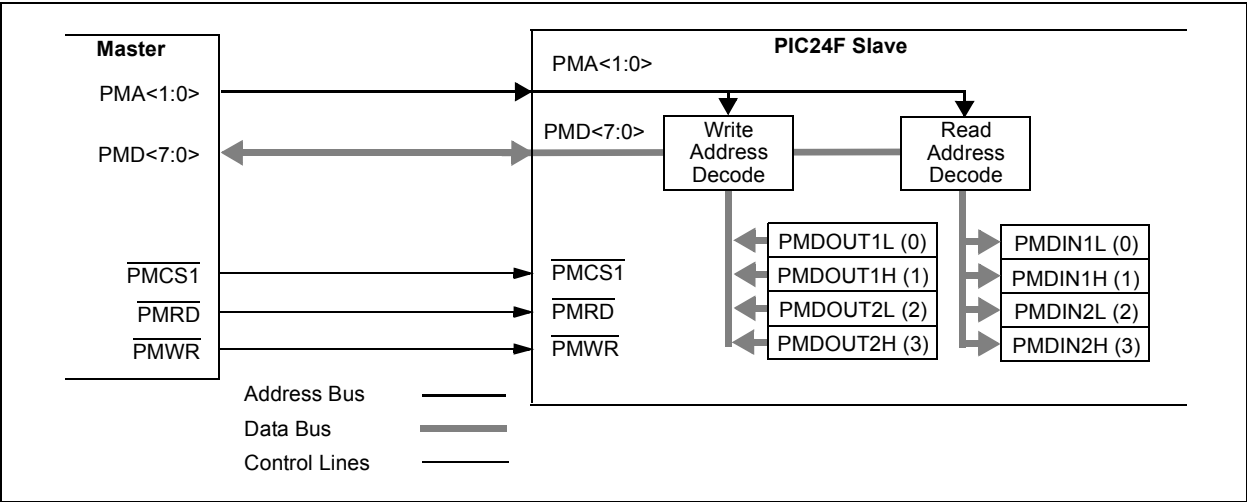 Master
PMA<1:0>
PMD<7:0>
PMCS1
PMRD
PMWR
PIC24F Slave
PMA<1:0>
PMD<7:0>
Write
Address
Decode
Read
Address
Decode
PMCS1
PMRD
PMWR
PMDOUT1L (0)
PMDOUT1H (1)
PMDOUT2L (2)
PMDOUT2H (3)
PMDIN1L (0)
PMDIN1H (1)
PMDIN2L (2)
PMDIN2H (3)
Address Bus
Data Bus
Control Lines